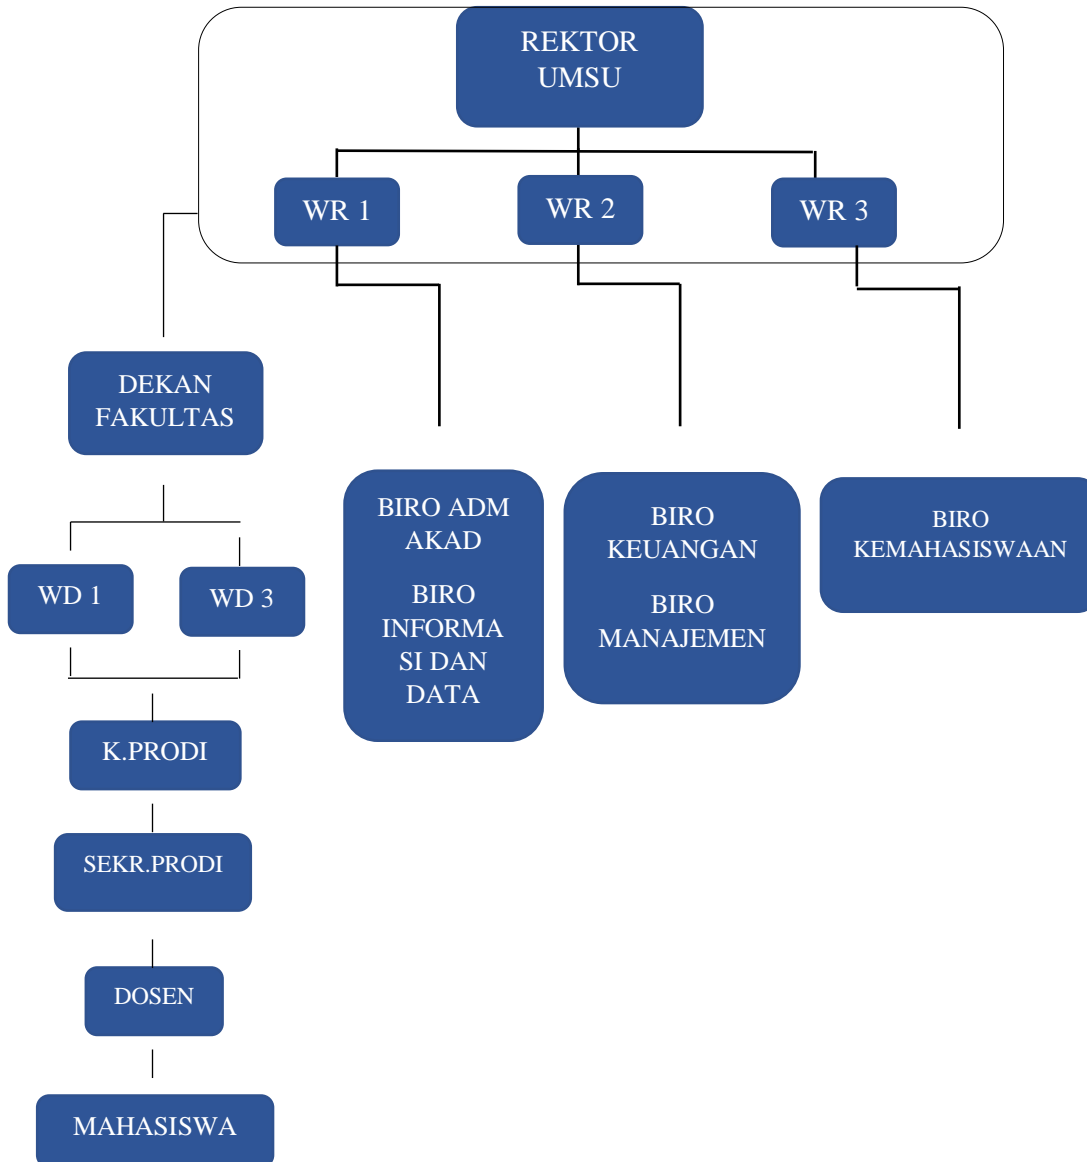 REKTOR
UMSU
WR 1
WR 2
WR 3
DEKAN
FAKULTAS
WD 1
WD 3
BIRO ADM
AKAD
BIRO
INFORMA
SI DAN
DATA
BIRO
KEUANGAN
BIRO
MANAJEMEN
BIRO
KEMAHASISWAAN
K.PRODI
SEKR.PRODI
DOSEN
MAHASISWA